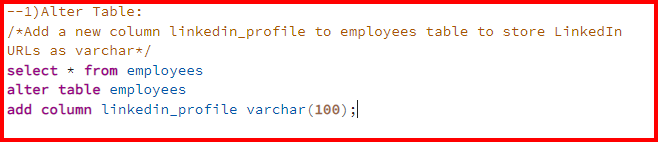 --1)Alter Table:
/*Add a new column linkedin_profile to employees table to store LinkedIn
URLs as varchar*/
select * from employees
alter table employees
add column linkedin_profile varchar(100);